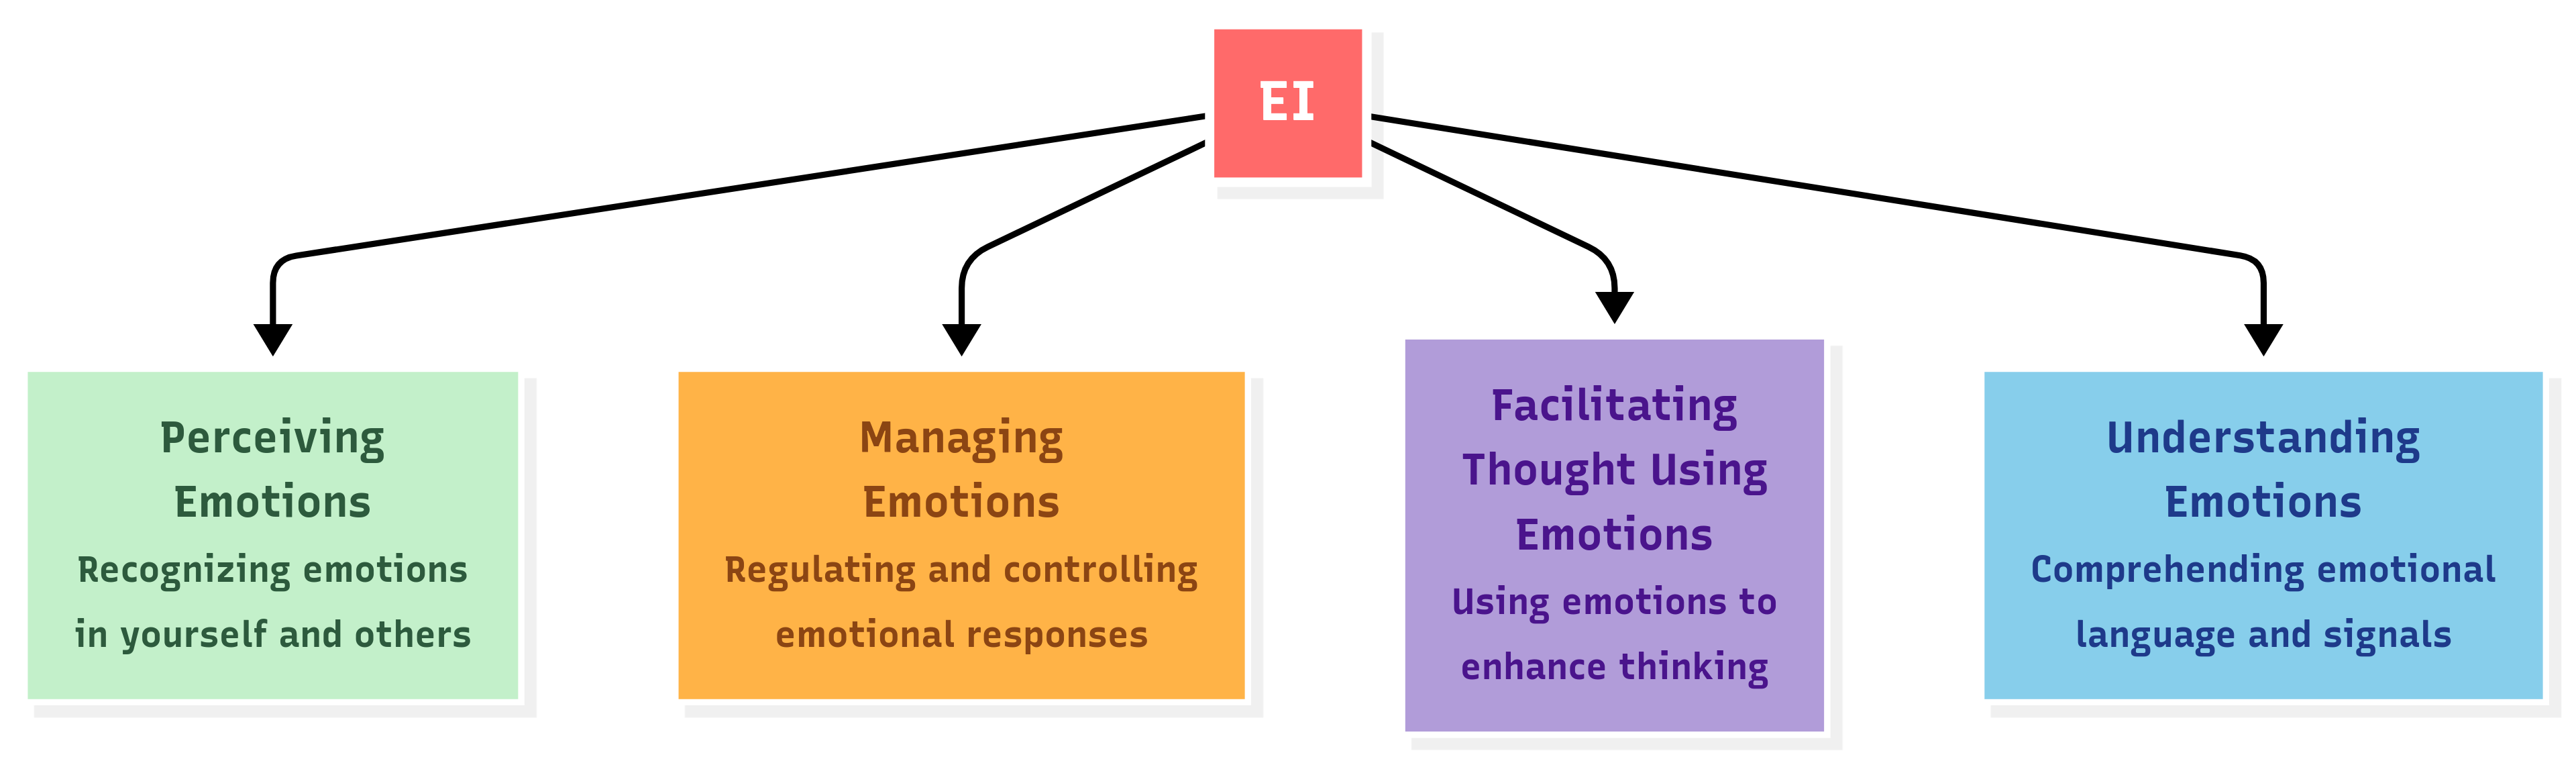 EI
Perceiving
Emotions
Recognizing emotions
in yourself and others
Managing
Emotions
Regulating and controlling
emotional responses
Facilitating
Thought Using
Emotions
Using emotions to
enhance thinking
Understanding
Emotions
Comprehending emotional
language and signals